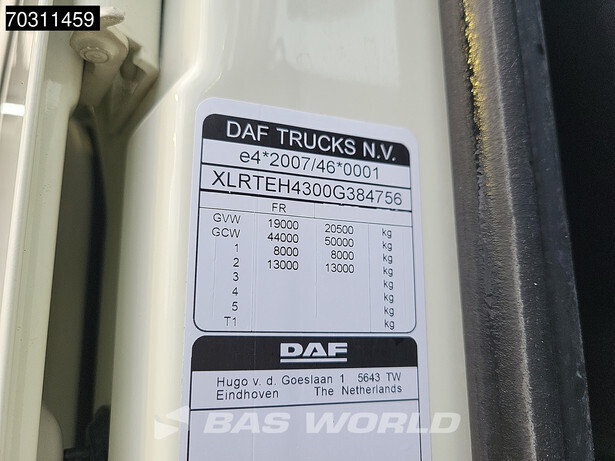 70311459
DAF TRUCKS N.V.
e4*2007/46*0001
XLRTEH4300G384756
FR
GVW 19000 20500 kg
GCW 44000 50000 kg
1 8000 8000 kg
2 13000 13000 kg
3 kg
4 kg
5 kg
T1 kg
DAF
Hugo v. d. Goeslaan 1 5643 TW
Eindhoven The Netherlands
BAS WORLD